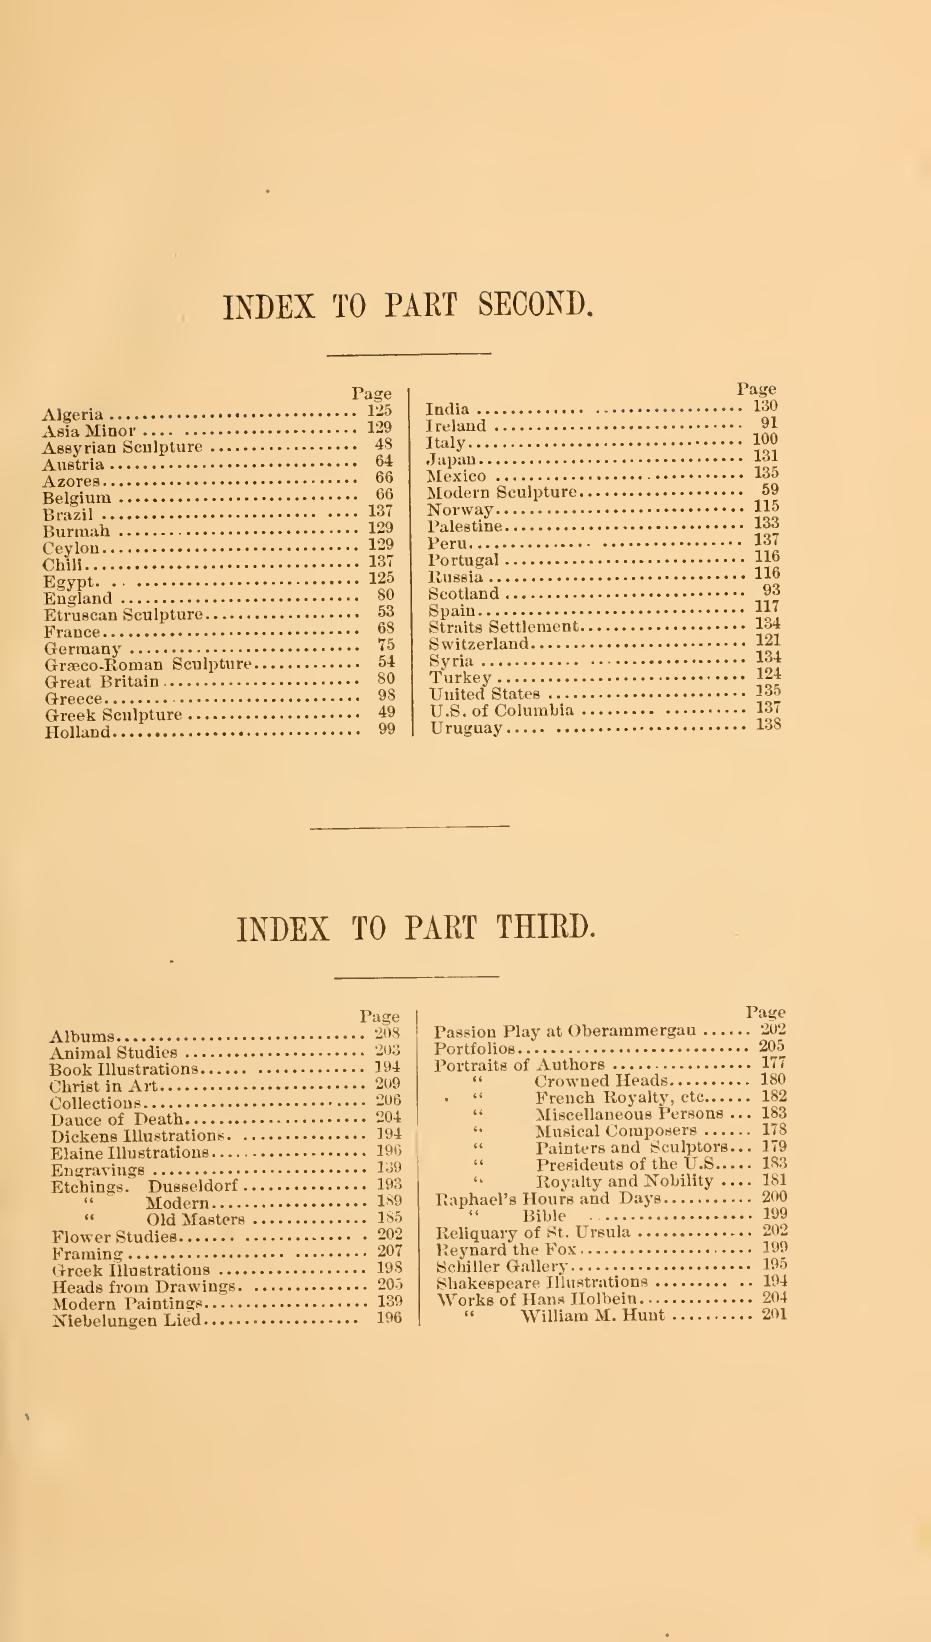 INDEX TO PART SECOND.
Page
Algeria .............................. 125
Asia Minor .... ..................... 129
Assyrian Sculpture .................. 48
Austria .............................. 64
Azores............................... 66
Belgium ............................. 66
Brazil .......................... .... 137
Burmah ............................. 129
Ceylon............................... 129
Chili................................. 137
Egypt. . . ........................... 125
England ............................. 80
Etruscan Sculpture................... 53
France............................... 68
Germany ............................ 75
Græco-Roman Sculpture............. 54
Great Britain........................ 80
Greece............................... 98
Greek Sculpture ..................... 49
Holland.............................. 99
Page
India ............. .................. 130
Ireland .............................. 91
Italy................................. 100
Japan................................ 131
Mexico .............................. 135
Modern Sculpture.................... 59
Norway.............................. 115
Palestine............................. 133
Peru................................. 137
Portugal ............................. 116
Russia ............................... 116
Scotland ............................. 93
Spain................................ 117
Straits Settlement.................... 134
Switzerland.......................... 121
Syria ............ ................... 134
Turkey .............................. 124
United States ........................ 135
U.S. of Columbia ......... .......... 137
Uruguay..... ....................... 138
INDEX TO PART THIRD.
Page
Albums.............................. 208
Animal Studies ...................... 203
Book Illustrations...... ............... 194
Christ in Art......................... 209
Collections........................... 206
Dance of Death...................... 204
Dickens Illustrations. ............... 194
Elaine Illustrations................... 196
Engravings .......................... 139
Etchings. Dusseldorf ............... 193
“ Modern................... 189
“ Old Masters .............. 185
Flower Studies....... ............. . 202
Framing.................... ......... 207
Greek Illustrations .................. 198
Heads from Drawings. .............. 205
Modern Paintings.................... 139
Niebelungen Lied................... 196
Page
Passion Play at Oberammergau ...... 202
Portfolios............................ 205
Portraits of Authors ................. 177
“ Crowned Heads.......... 180
“ French Royalty, etc...... 182
“ Miscellaneous Persons ... 183
“ Musical Composers ...... 178
“ Painters and Sculptors... 179
“ Presidents of the U.S..... 183
“ Royalty and Nobility .... 181
Raphael's Hours and Days........... 200
“ Bible .................... 199
Reliquary of St. Ursula .............. 202
Reynard the Fox..................... 199
Schiller Gallery...................... 195
Shakespeare Illustrations ......... .. 194
Works of Hans Holbein.............. 204
“ William M. Hunt .......... 201